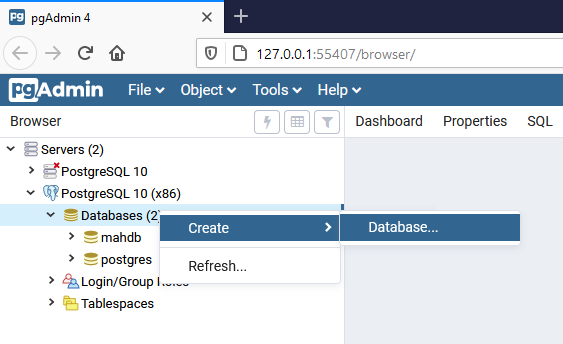 pgAdmin 4
127.0.0.1:55407/browser/
pgAdmin File Object Tools Help
Browser Dashboard Properties SQL
Servers (2)
PostgreSQL 10
PostgreSQL 10 (x86)
Databases (2)
Create Database...
mahdb
postgres
Refresh...
Login/Group Roles
Tablespaces